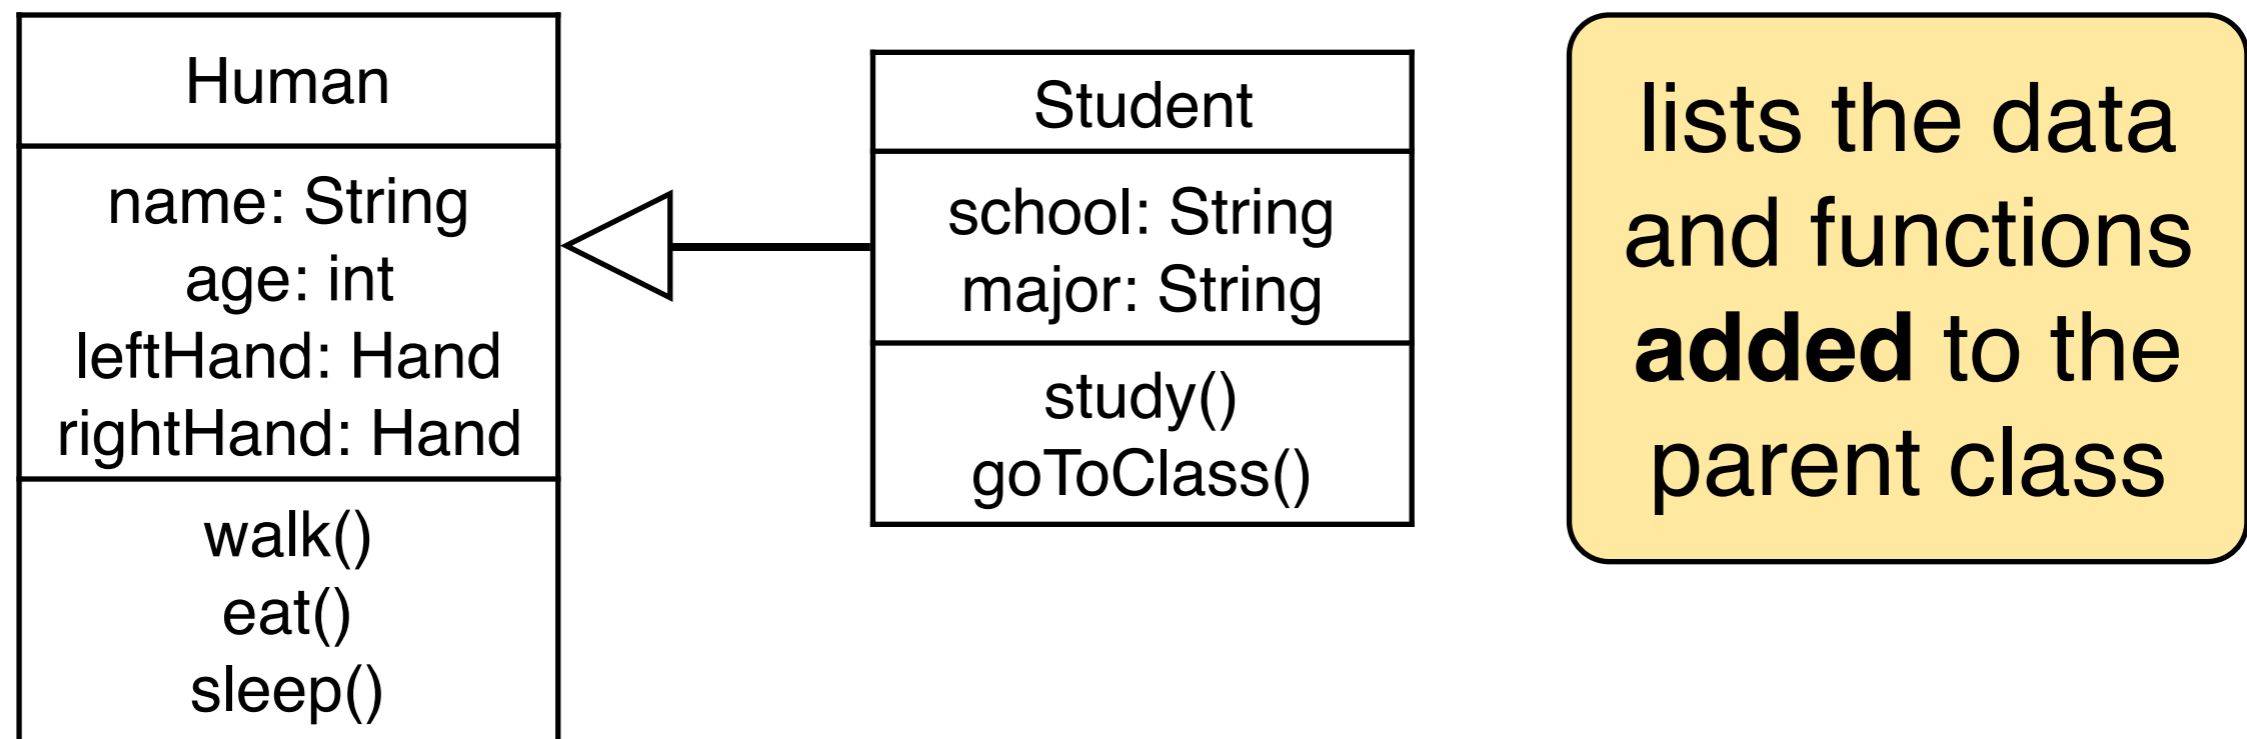 Human
name: String
age: int
leftHand: Hand
rightHand: Hand
walk()
eat()
sleep()
Student
school: String
major: String
study()
goToClass()
lists the data
and functions
added to the
parent class